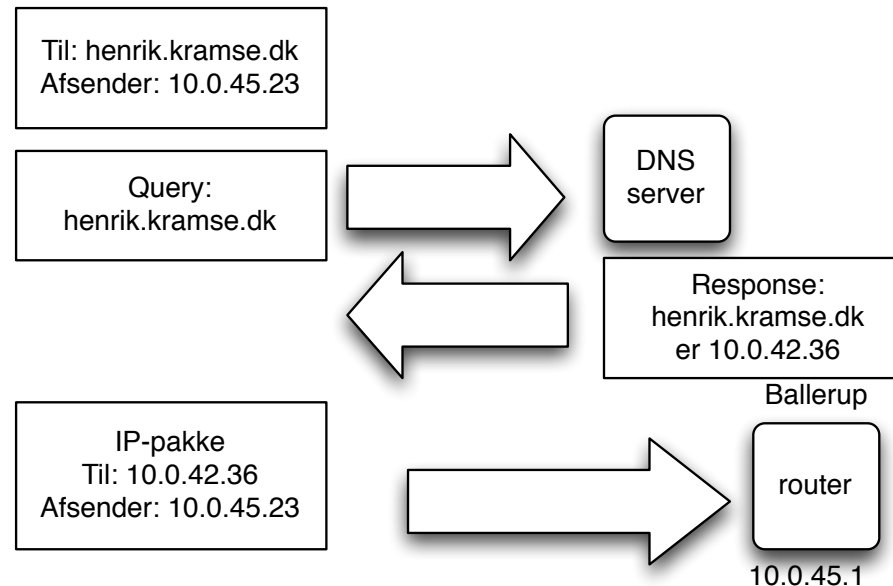 Til: henrik.kramse.dk
Afsender: 10.0.45.23
Query:
henrik.kramse.dk
DNS
server
Response:
henrik.kramse.dk
er 10.0.42.36
Ballerup
IP-pakke
Til: 10.0.42.36
Afsender: 10.0.45.23
router
10.0.45.1